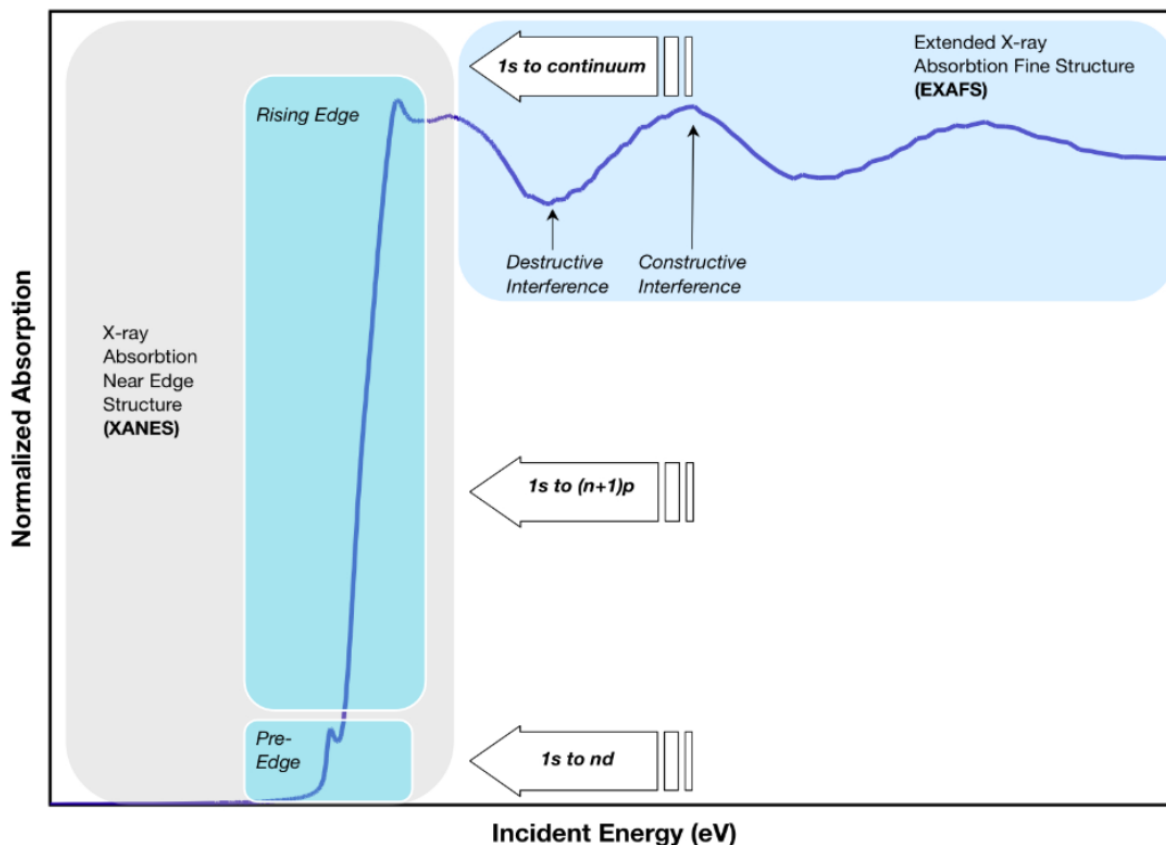 1s to continuum
Extended X-ray
Absorbtion Fine Structure
(EXAFS)
Rising Edge
Destructive
Interference
Constructive
Interference
X-ray
Absorbtion
Near Edge
Structure
(XANES)
1s to (n+1)p
Pre-
Edge
1s to nd
Normalized Absorption
Incident Energy (eV)